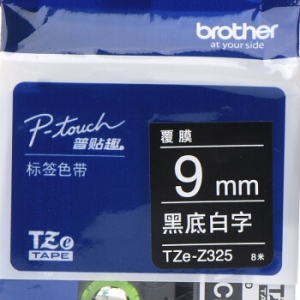 brother
at your side
P-touch
普贴趣®
标签色带
覆膜
9 mm
黑底白字
TZe-Z325 8米
TZe
TAPE